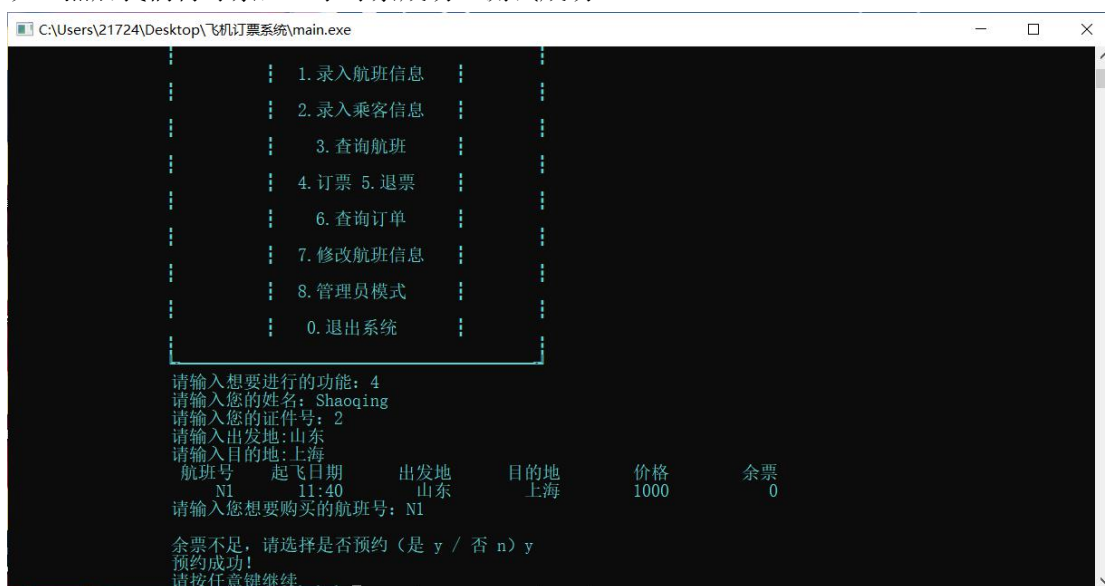 C:\Users\21724\Desktop\飞机订票系统\main.exe
1.录入航班信息
2.录入乘客信息
3.查询航班
4.订票 5.退票
6.查询订单
7.修改航班信息
8.管理员模式
0.退出系统
请输入想要进行的功能: 4
请输入您的姓名: Shaoqing
请输入您的证件号: 2
请输入出发地:山东
请输入目的地:上海
航班号 起飞日期 出发地 目的地 价格 余票
N1 11:40 山东 上海 1000 0
请输入您想要购买的航班号: N1
余票不足, 请选择是否预约 (是 y / 否 n) y
预约成功!
请按任意键继续. . .